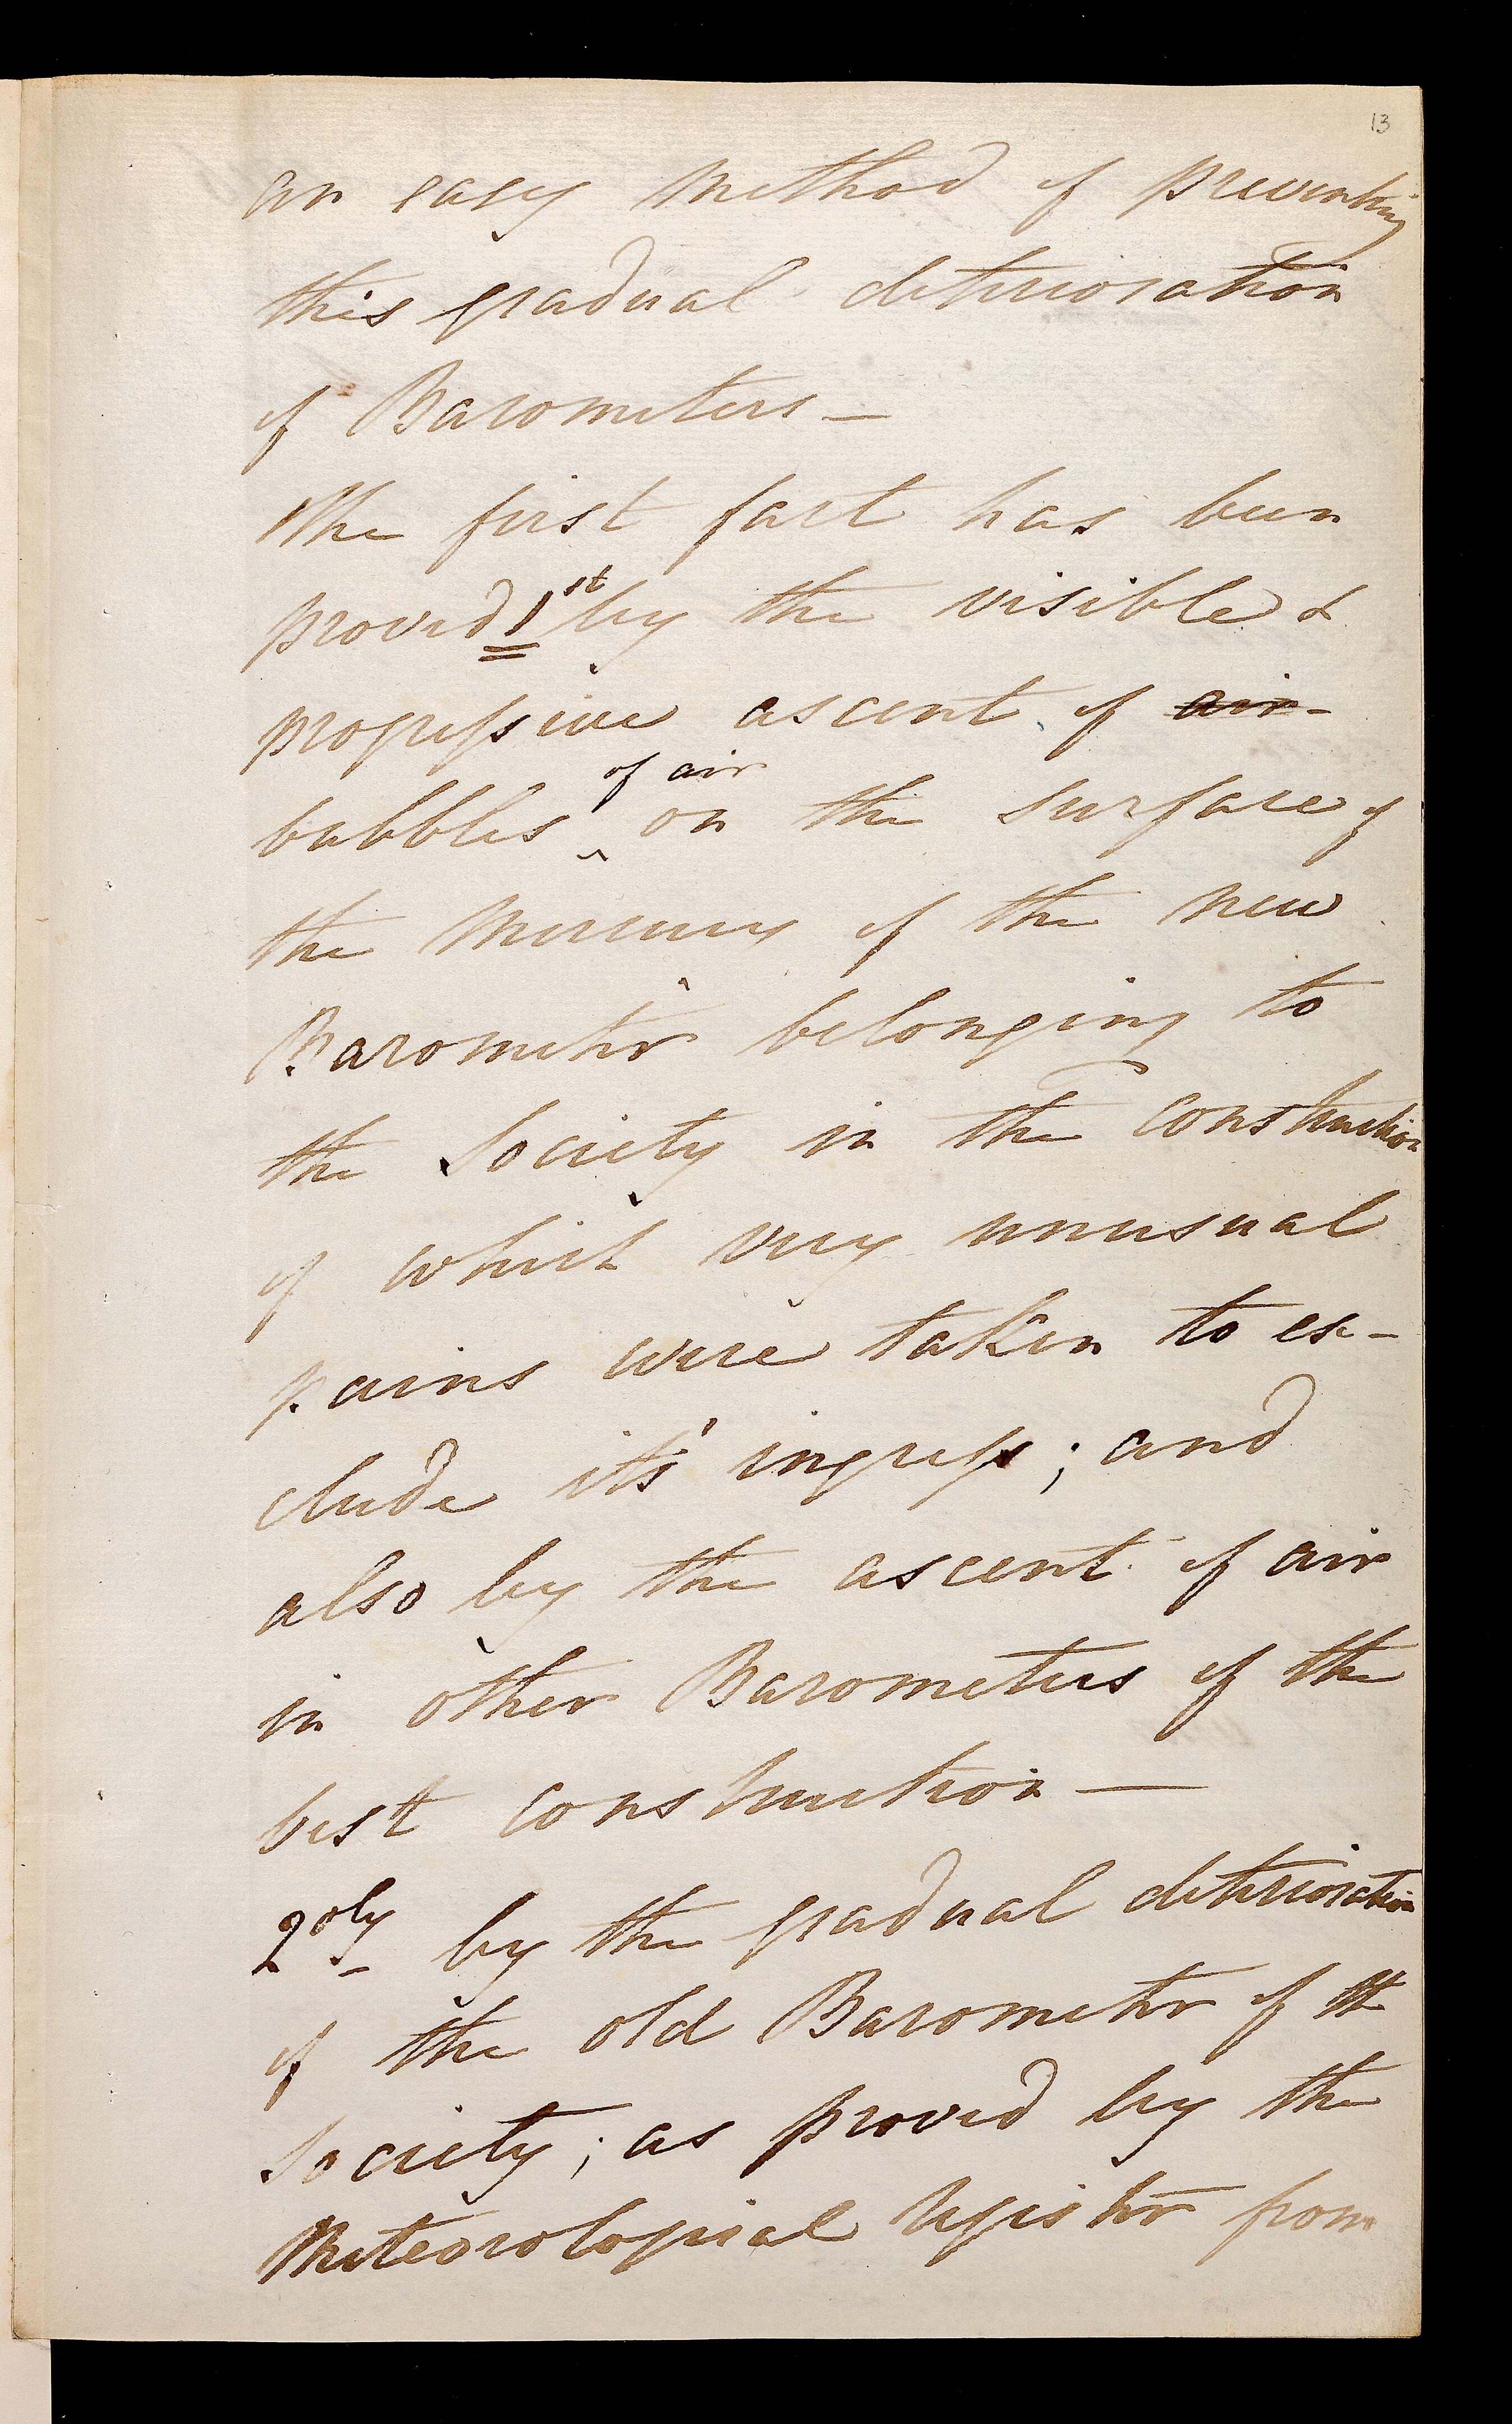 13
an easy method of preventing
this gradual deterioration
of Barometers —
The first fact has been
proved 1st by the visible &
progressive ascent of air-
of air
bubbles ^ on the surface of
the Mercury of the new
Barometer belonging to
the Society in the construction
of which very unusual
pains were taken to ex-
clude it's ingress; and
also by the ascent of air
in other Barometers of the
best construction —
2dly by the gradual deterioration
of the old Barometer of the
Society; as proved by the
Meteorological Register from